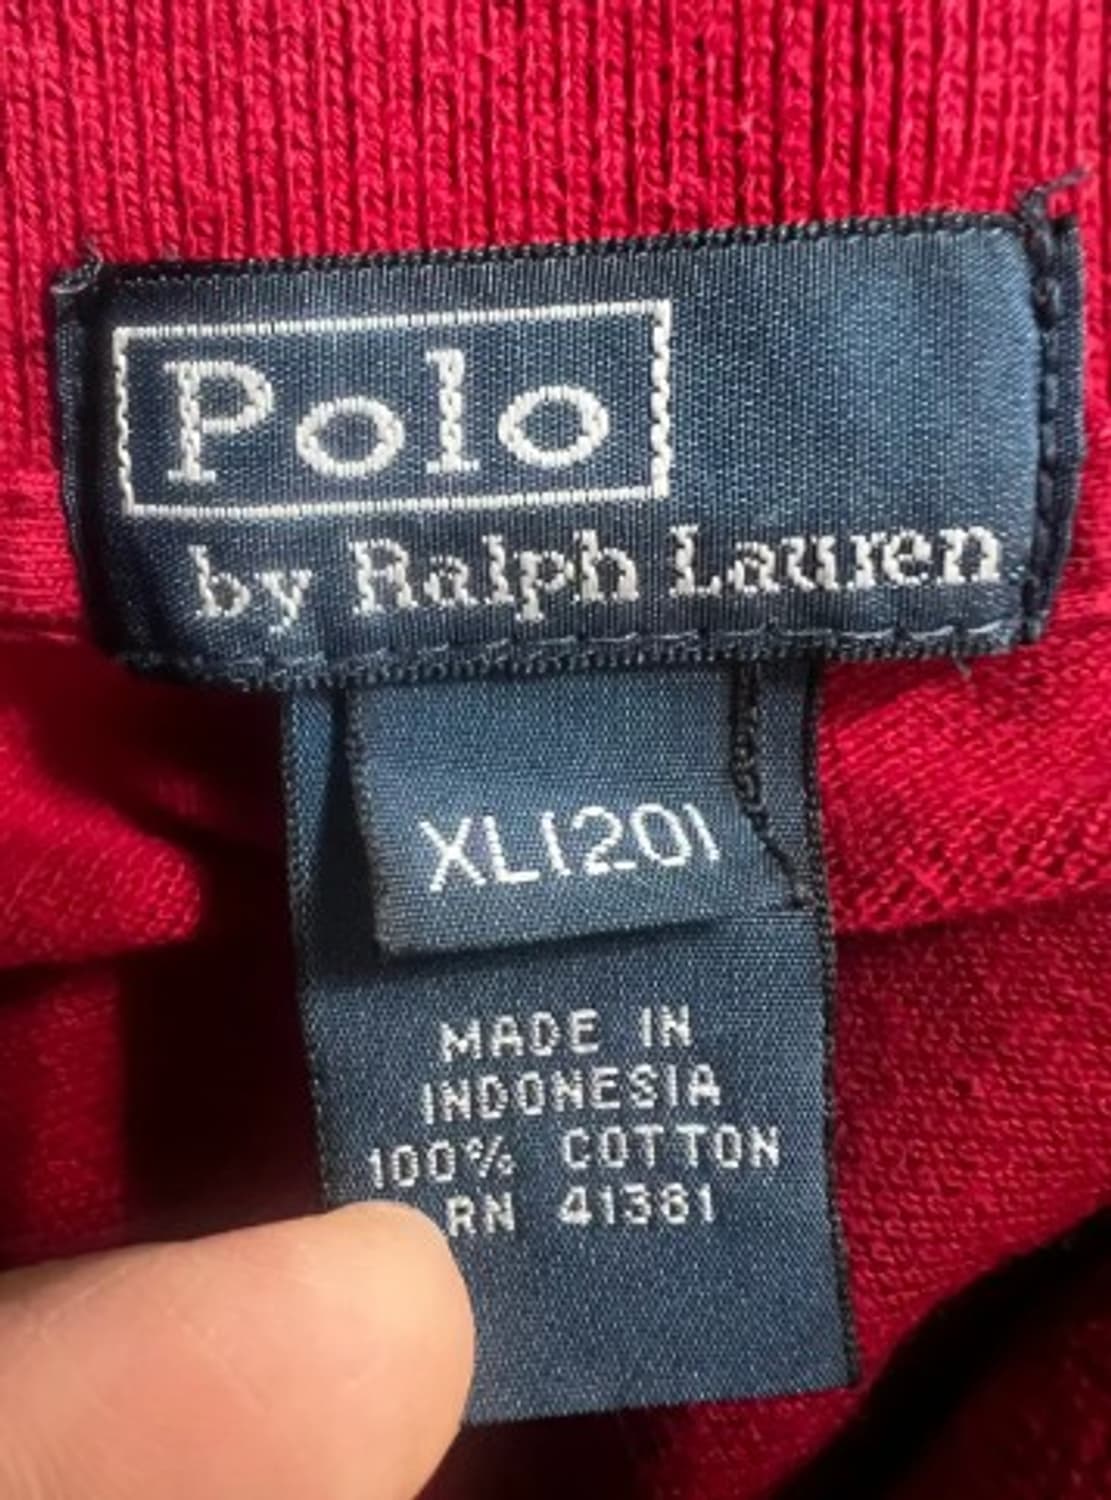 Polo
by Ralph Lauren
XL(20)
MADE IN
INDONESIA
100% COTTON
RN 41381